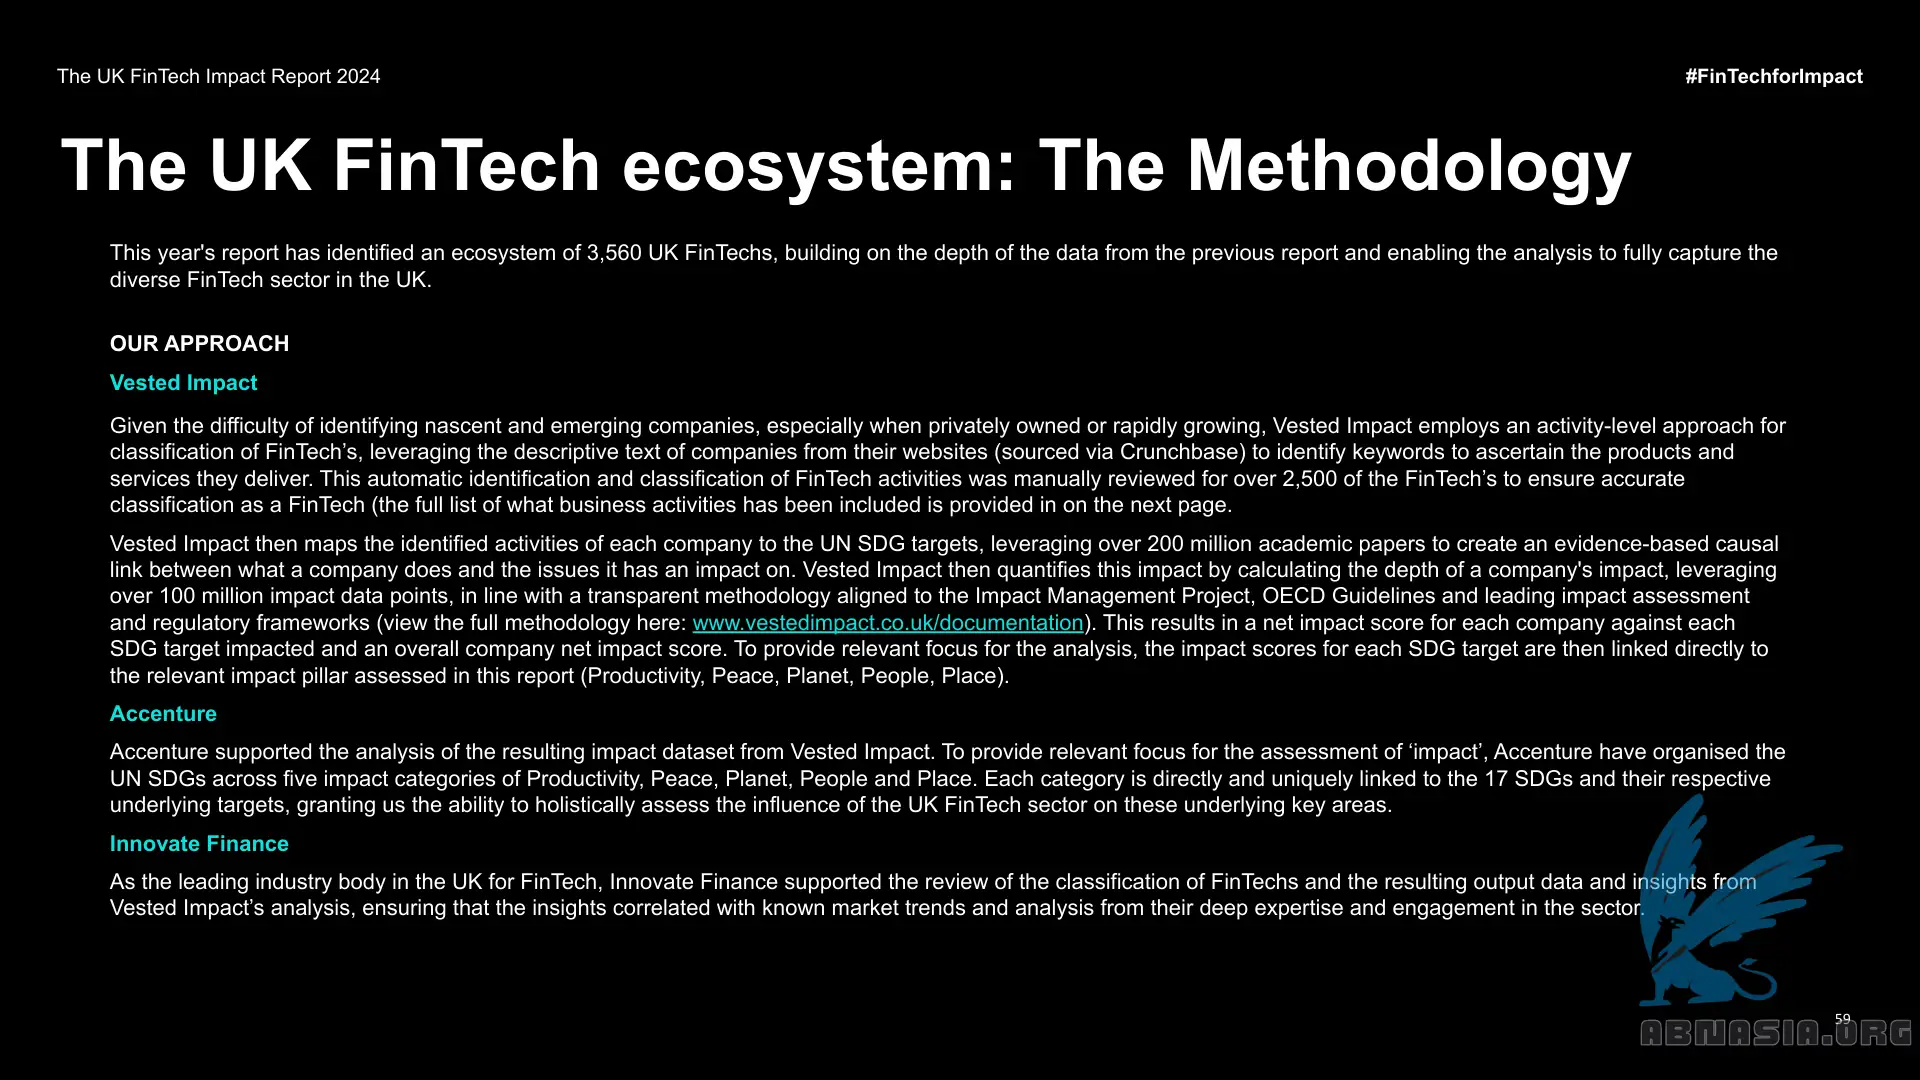 The UK FinTech Impact Report 2024
#FinTechforImpact
The UK FinTech ecosystem: The Methodology
This year's report has identified an ecosystem of 3,560 UK FinTechs, building on the depth of the data from the previous report and enabling the analysis to fully capture the
diverse FinTech sector in the UK.
OUR APPROACH
Vested Impact
Given the difficulty of identifying nascent and emerging companies, especially when privately owned or rapidly growing, Vested Impact employs an activity-level approach for
classification of FinTech’s, leveraging the descriptive text of companies from their websites (sourced via Crunchbase) to identify keywords to ascertain the products and
services they deliver. This automatic identification and classification of FinTech activities was manually reviewed for over 2,500 of the FinTech’s to ensure accurate
classification as a FinTech (the full list of what business activities has been included is provided in on the next page.
Vested Impact then maps the identified activities of each company to the UN SDG targets, leveraging over 200 million academic papers to create an evidence-based causal
link between what a company does and the issues it has an impact on. Vested Impact then quantifies this impact by calculating the depth of a company's impact, leveraging
over 100 million impact data points, in line with a transparent methodology aligned to the Impact Management Project, OECD Guidelines and leading impact assessment
and regulatory frameworks (view the full methodology here: www.vestedimpact.co.uk/documentation). This results in a net impact score for each company against each
SDG target impacted and an overall company net impact score. To provide relevant focus for the analysis, the impact scores for each SDG target are then linked directly to
the relevant impact pillar assessed in this report (Productivity, Peace, Planet, People, Place).
Accenture
Accenture supported the analysis of the resulting impact dataset from Vested Impact. To provide relevant focus for the assessment of ‘impact’, Accenture have organised the
UN SDGs across five impact categories of Productivity, Peace, Planet, People and Place. Each category is directly and uniquely linked to the 17 SDGs and their respective
underlying targets, granting us the ability to holistically assess the influence of the UK FinTech sector on these underlying key areas.
Innovate Finance
As the leading industry body in the UK for FinTech, Innovate Finance supported the review of the classification of FinTechs and the resulting output data and insights from
Vested Impact’s analysis, ensuring that the insights correlated with known market trends and analysis from their deep expertise and engagement in the sector.
59
ABNASIA.ORG